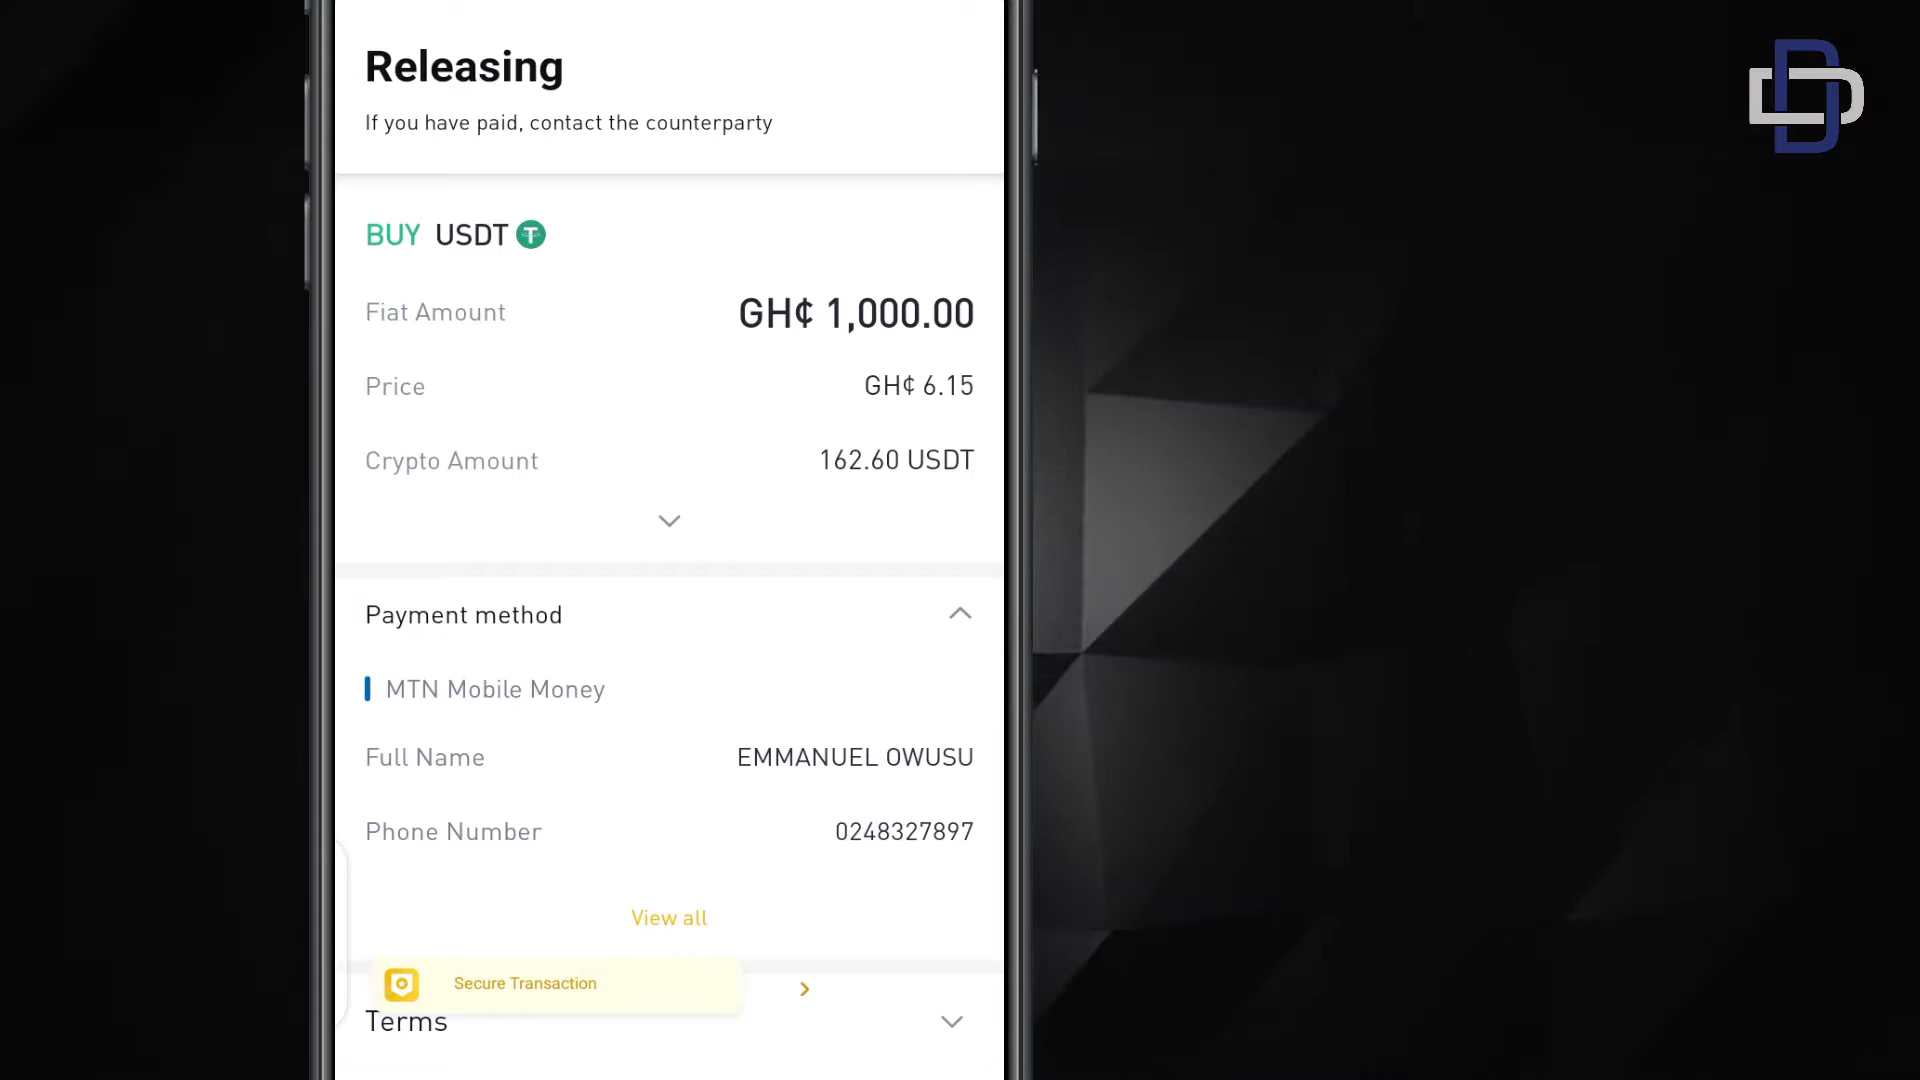 Releasing
If you have paid, contact the counterparty
BUY USDT
Fiat Amount GH¢ 1,000.00
Price GH¢ 6.15
Crypto Amount 162.60 USDT
Payment method
MTN Mobile Money
Full Name EMMANUEL OWUSU
Phone Number 0248327897
View all
Secure Transaction
Terms